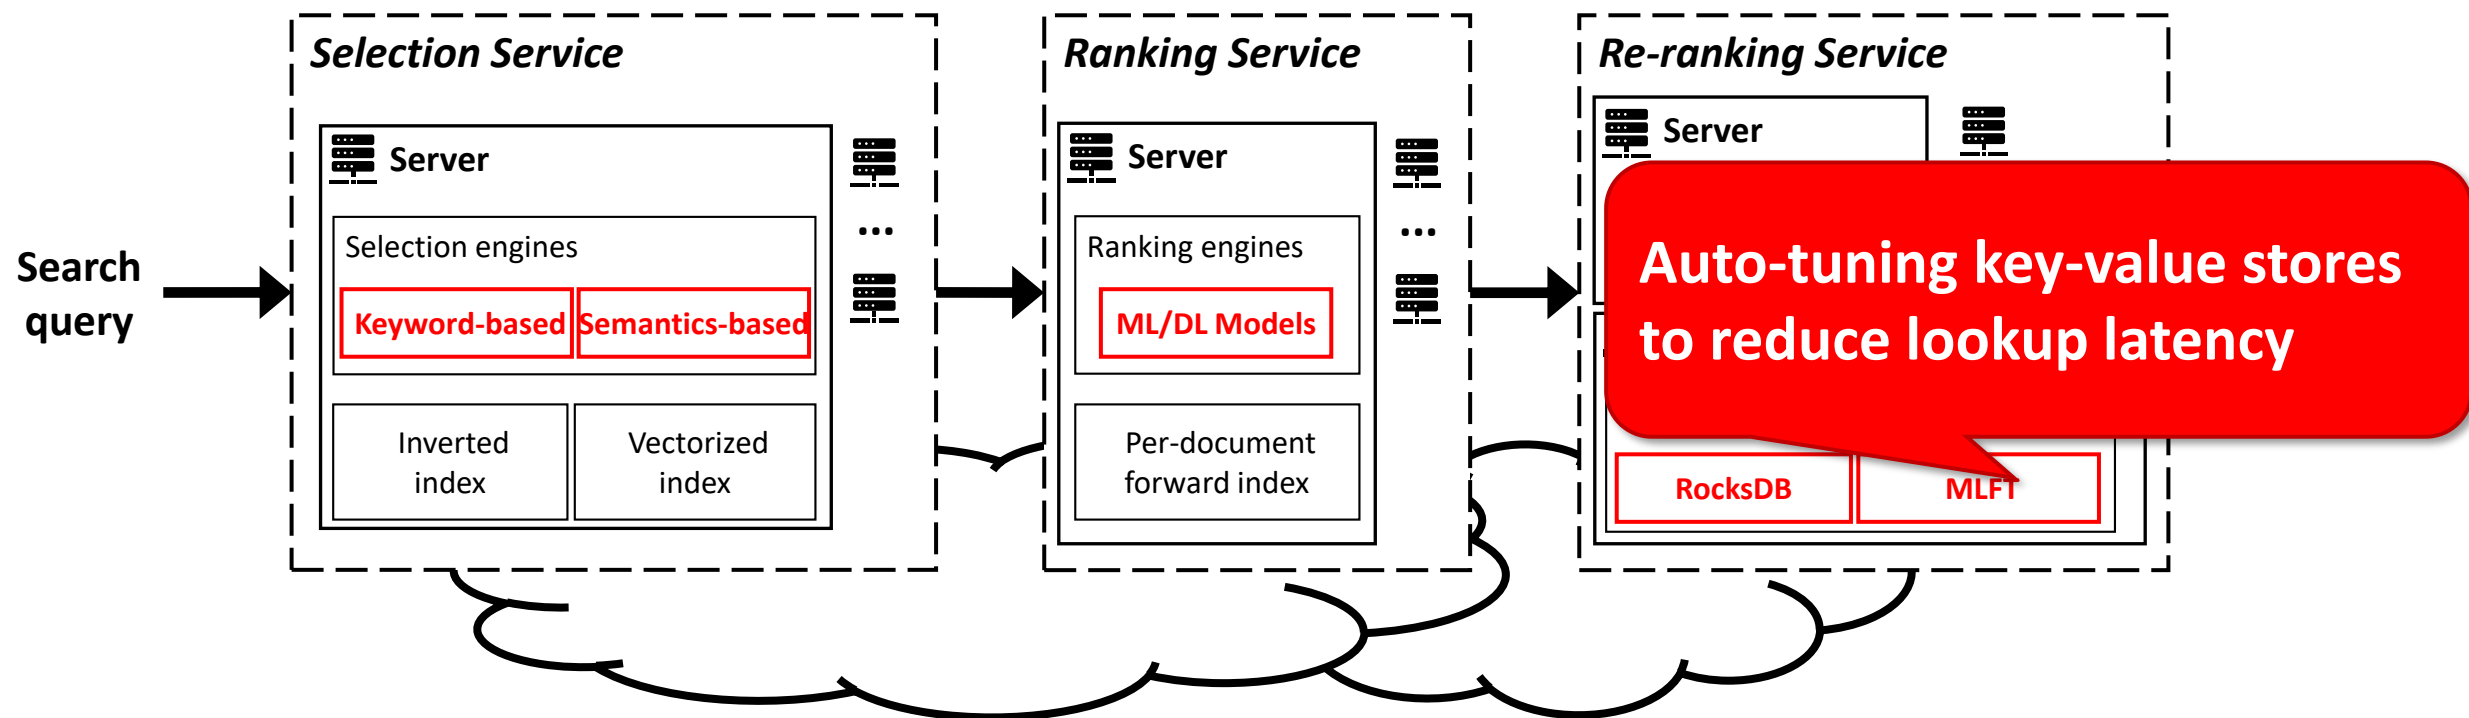 Search
query
Selection Service
Server
Selection engines
Keyword-based
Semantics-based
Inverted
index
Vectorized
index
...
Ranking Service
Server
Ranking engines
ML/DL Models
Per-document
forward index
...
Re-ranking Service
Server
Auto-tuning key-value stores
to reduce lookup latency
RocksDB
MLFT